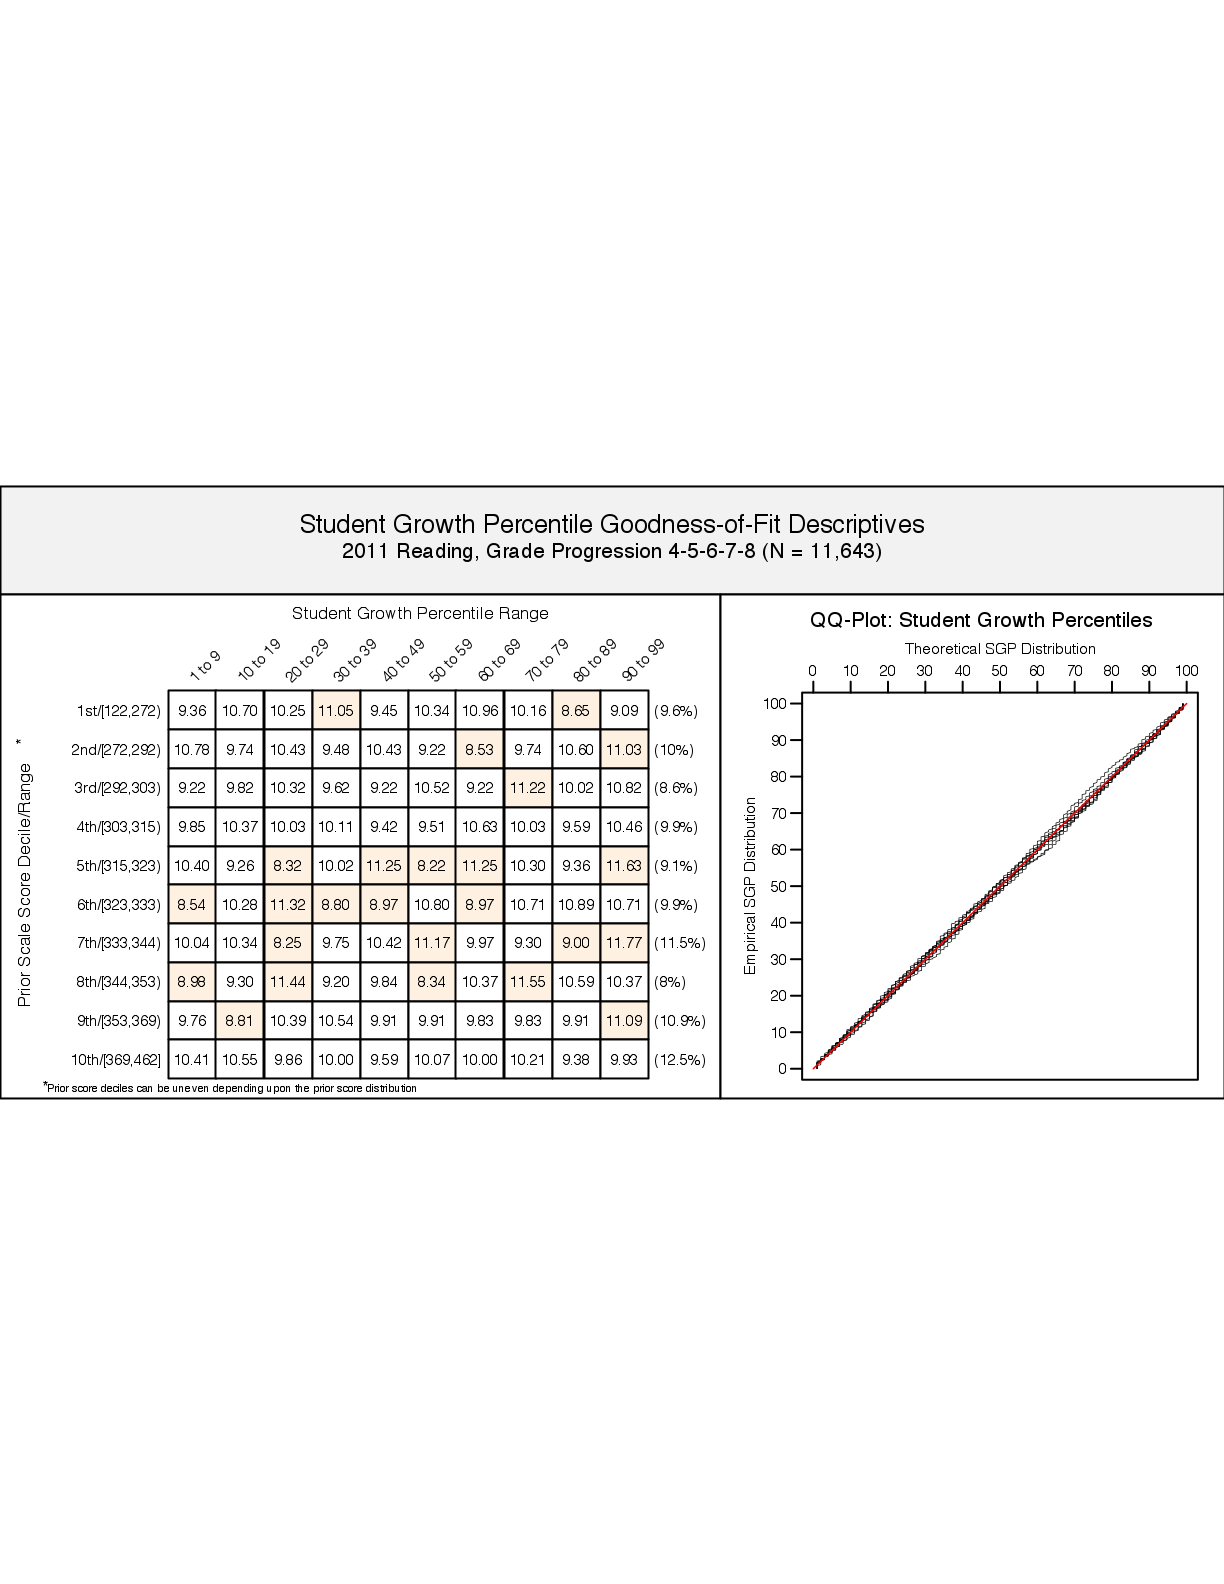 Student Growth Percentile Goodness-of-Fit Descriptives
2011 Reading, Grade Progression 4-5-6-7-8 (N = 11,643)
Student Growth Percentile Range
1 to 9 10 to 19 20 to 29 30 to 39 40 to 49 50 to 59 60 to 69 70 to 79 80 to 89 90 to 99
Prior Scale Score Decile/Range *
1st/[122,272) 9.36 10.70 10.25 11.05 9.45 10.34 10.96 10.16 8.65 9.09 (9.6%)
2nd/[272,292) 10.78 9.74 10.43 9.48 10.43 9.22 8.53 9.74 10.60 11.03 (10%)
3rd/[292,303) 9.22 9.82 10.32 9.62 9.22 10.52 9.22 11.22 10.02 10.82 (8.6%)
4th/[303,315) 9.85 10.37 10.03 10.11 9.42 9.51 10.63 10.03 9.59 10.46 (9.9%)
5th/[315,323) 10.40 9.26 8.32 10.02 11.25 8.22 11.25 10.30 9.36 11.63 (9.1%)
6th/[323,333) 8.54 10.28 11.32 8.80 8.97 10.80 8.97 10.71 10.89 10.71 (9.9%)
7th/[333,344) 10.04 10.34 8.25 9.75 10.42 11.17 9.97 9.30 9.00 11.77 (11.5%)
8th/[344,353) 8.98 9.30 11.44 9.20 9.84 8.34 10.37 11.55 10.59 10.37 (8%)
9th/[353,369) 9.76 8.81 10.39 10.54 9.91 9.91 9.83 9.83 9.91 11.09 (10.9%)
10th/[369,462] 10.41 10.55 9.86 10.00 9.59 10.07 10.00 10.21 9.38 9.93 (12.5%)
*Prior score deciles can be uneven depending upon the prior score distribution
QQ-Plot: Student Growth Percentiles
Theoretical SGP Distribution
0 10 20 30 40 50 60 70 80 90 100
Empirical SGP Distribution
100
90
80
70
60
50
40
30
20
10
0